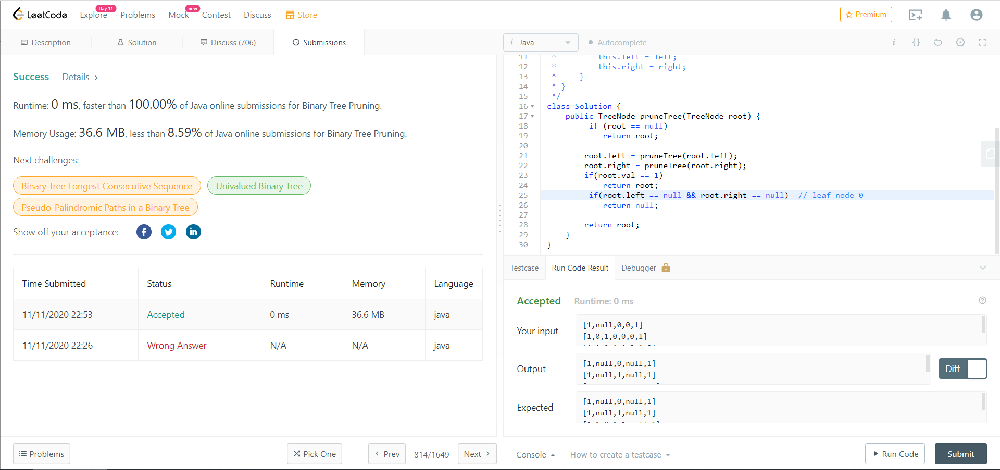 LeetCode
Explore
Day 11
Problems
Mock
new
Contest
Discuss
Store
Premium
Description
Solution
Discuss (706)
Submissions
i Java
Autocomplete
i
{}
Success Details >
Runtime: 0 ms, faster than 100.00% of Java online submissions for Binary Tree Pruning.
Memory Usage: 36.6 MB, less than 8.59% of Java online submissions for Binary Tree Pruning.
Next challenges:
Binary Tree Longest Consecutive Sequence
Univalued Binary Tree
Pseudo-Palindromic Paths in a Binary Tree
Show off your acceptance:
Time Submitted Status Runtime Memory Language
11/11/2020 22:53 Accepted 0 ms 36.6 MB java
11/11/2020 22:26 Wrong Answer N/A N/A java
Problems
Pick One
< Prev
814/1649
Next >
11 * this.left = left;
12 * this.right = right;
13 * }
14 * }
15 */
16 class Solution {
17 public TreeNode pruneTree(TreeNode root) {
18 if (root == null)
19 return root;
20
21 root.left = pruneTree(root.left);
22 root.right = pruneTree(root.right);
23 if(root.val == 1)
24 return root;
25 if(root.left == null && root.right == null) // leaf node 0
26 return null;
27
28 return root;
29 }
30 }
Testcase
Run Code Result
Debugger
Accepted Runtime: 0 ms
Your input
[1,null,0,0,1]
[1,0,1,0,0,0,1]
Output
[1,null,0,null,1]
[1,null,1,null,1]
Diff
Expected
[1,null,0,null,1]
[1,null,1,null,1]
Console
How to create a testcase
Run Code
Submit